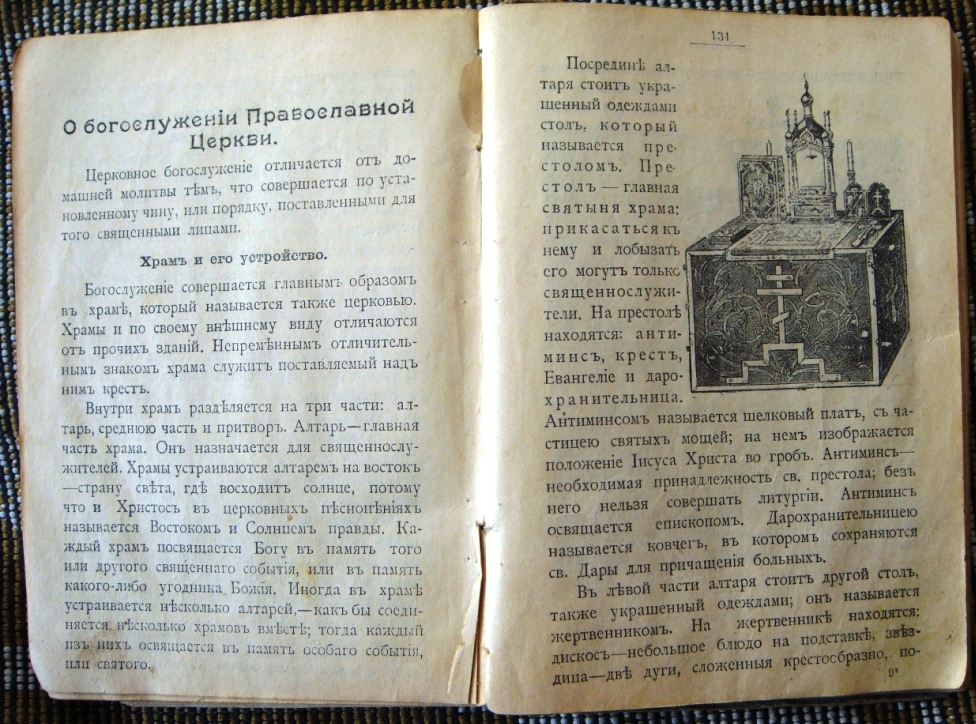 О богослуженіи Православной
Церкви.
Церковное богослуженіе отличается отъ до-
машней молитвы тѣмъ, что совершается по уста-
новленному чину, или порядку, поставленными для
того священными лицами.
Храмъ и его устройство.
Богослуженіе совершается главнымъ образомъ
въ храмѣ, который называется также церковью.
Храмы и по своему внѣшнему виду отличаются
отъ прочихъ зданій. Непремѣннымъ отличитель-
нымъ знакомъ храма служитъ поставляемый надъ
нимъ крестъ.
Внутри храмъ раздѣляется на три части: ал-
тарь, среднюю часть и притворъ. Алтарь—главная
часть храма. Онъ назначается для священнослу-
жителей. Храмы устраиваются алтаремъ на востокъ
—страну свѣта, гдѣ восходитъ солнце, потому
что и Христосъ въ церковныхъ пѣснопѣніяхъ
называется Востокомъ и Солнцемъ правды. Ка-
ждый храмъ посвящается Богу въ память того
или другого священнаго событія, или въ память
какого-либо угодника Божія. Иногда въ храмѣ
устраивается нѣсколько алтарей,—какъ бы соеди-
няется нѣсколько храмовъ вмѣстѣ; тогда каждый
изъ нихъ освящается въ память особаго событія,
или святого.
131
Посрединѣ ал-
таря стоитъ укра-
шенный одеждами
столъ, который
называется пре-
столомъ. Пре-
столъ—главная
святыня храма:
прикасаться къ
нему и лобызать
его могутъ только
священнослужи-
тели. На престолѣ
находятся: анти-
минсъ, крестъ,
Евангеліе и даро-
хранительница.
Антиминсомъ называется шелковый платъ, съ ча-
стицею святыхъ мощей; на немъ изображается
положеніе Іисуса Христа во гробъ. Антиминсъ—
необходимая принадлежность св. престола; безъ
него нельзя совершать литургіи. Антиминсъ
освящается епископомъ. Дарохранительницею
называется ковчегъ, въ которомъ сохраняются
св. Дары для причащенія больныхъ.
Въ лѣвой части алтаря стоитъ другой столъ,
также украшенный одеждами; онъ называется
жертвенникомъ. На жертвенникѣ находятся:
дискосъ—небольшое блюдо на подставкѣ, звѣз-
дица—двѣ дуги, сложенныя крестообразно, по-
9*